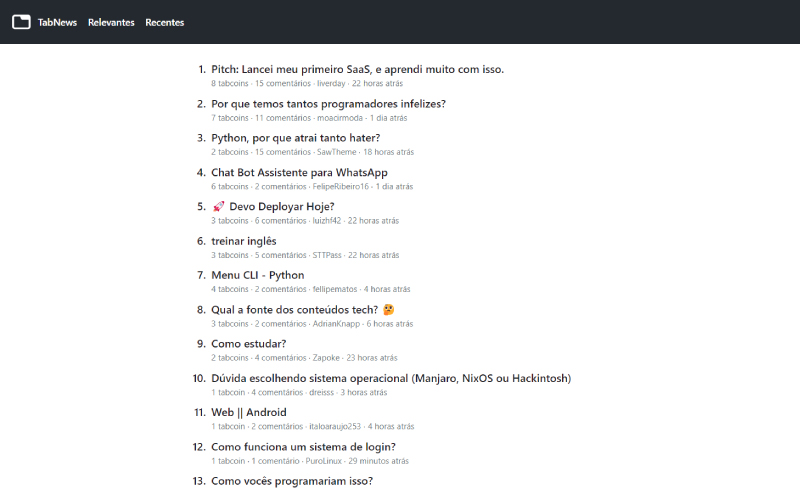 TabNews Relevantes Recentes
1. Pitch: Lancei meu primeiro SaaS, e aprendi muito com isso.
8 tabcoins · 15 comentários · liverday · 22 horas atrás
2. Por que temos tantos programadores infelizes?
7 tabcoins · 11 comentários · moacirmoda · 1 dia atrás
3. Python, por que atrai tanto hater?
2 tabcoins · 15 comentários · SawTheme · 18 horas atrás
4. Chat Bot Assistente para WhatsApp
6 tabcoins · 2 comentários · FelipeRibeiro16 · 1 dia atrás
5. 🚀 Devo Deployar Hoje?
3 tabcoins · 6 comentários · luizhf42 · 22 horas atrás
6. treinar inglês
3 tabcoins · 5 comentários · STTPass · 22 horas atrás
7. Menu CLI - Python
4 tabcoins · 2 comentários · fellipematos · 4 horas atrás
8. Qual a fonte dos conteúdos tech? 🤔
3 tabcoins · 2 comentários · AdrianKnapp · 6 horas atrás
9. Como estudar?
2 tabcoins · 4 comentários · Zapoke · 23 horas atrás
10. Dúvida escolhendo sistema operacional (Manjaro, NixOS ou Hackintosh)
1 tabcoin · 4 comentários · dreisss · 3 horas atrás
11. Web || Android
1 tabcoin · 2 comentários · italoaraujo253 · 4 horas atrás
12. Como funciona um sistema de login?
1 tabcoin · 1 comentário · PuroLinux · 29 minutos atrás
13. Como vocês programariam isso?